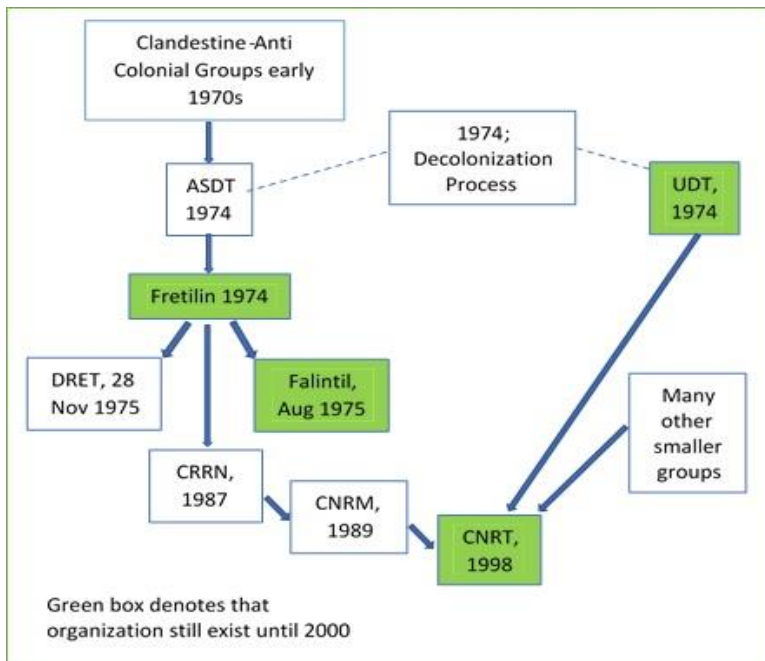 Clandestine-Anti
Colonial Groups early
1970s
1974;
Decolonization
Process
ASDT
1974
UDT,
1974
Fretilin 1974
DRET, 28
Nov 1975
Falintil,
Aug 1975
Many
other
smaller
groups
CRRN,
1987
CNRM,
1989
CNRT,
1998
Green box denotes that
organization still exist until 2000